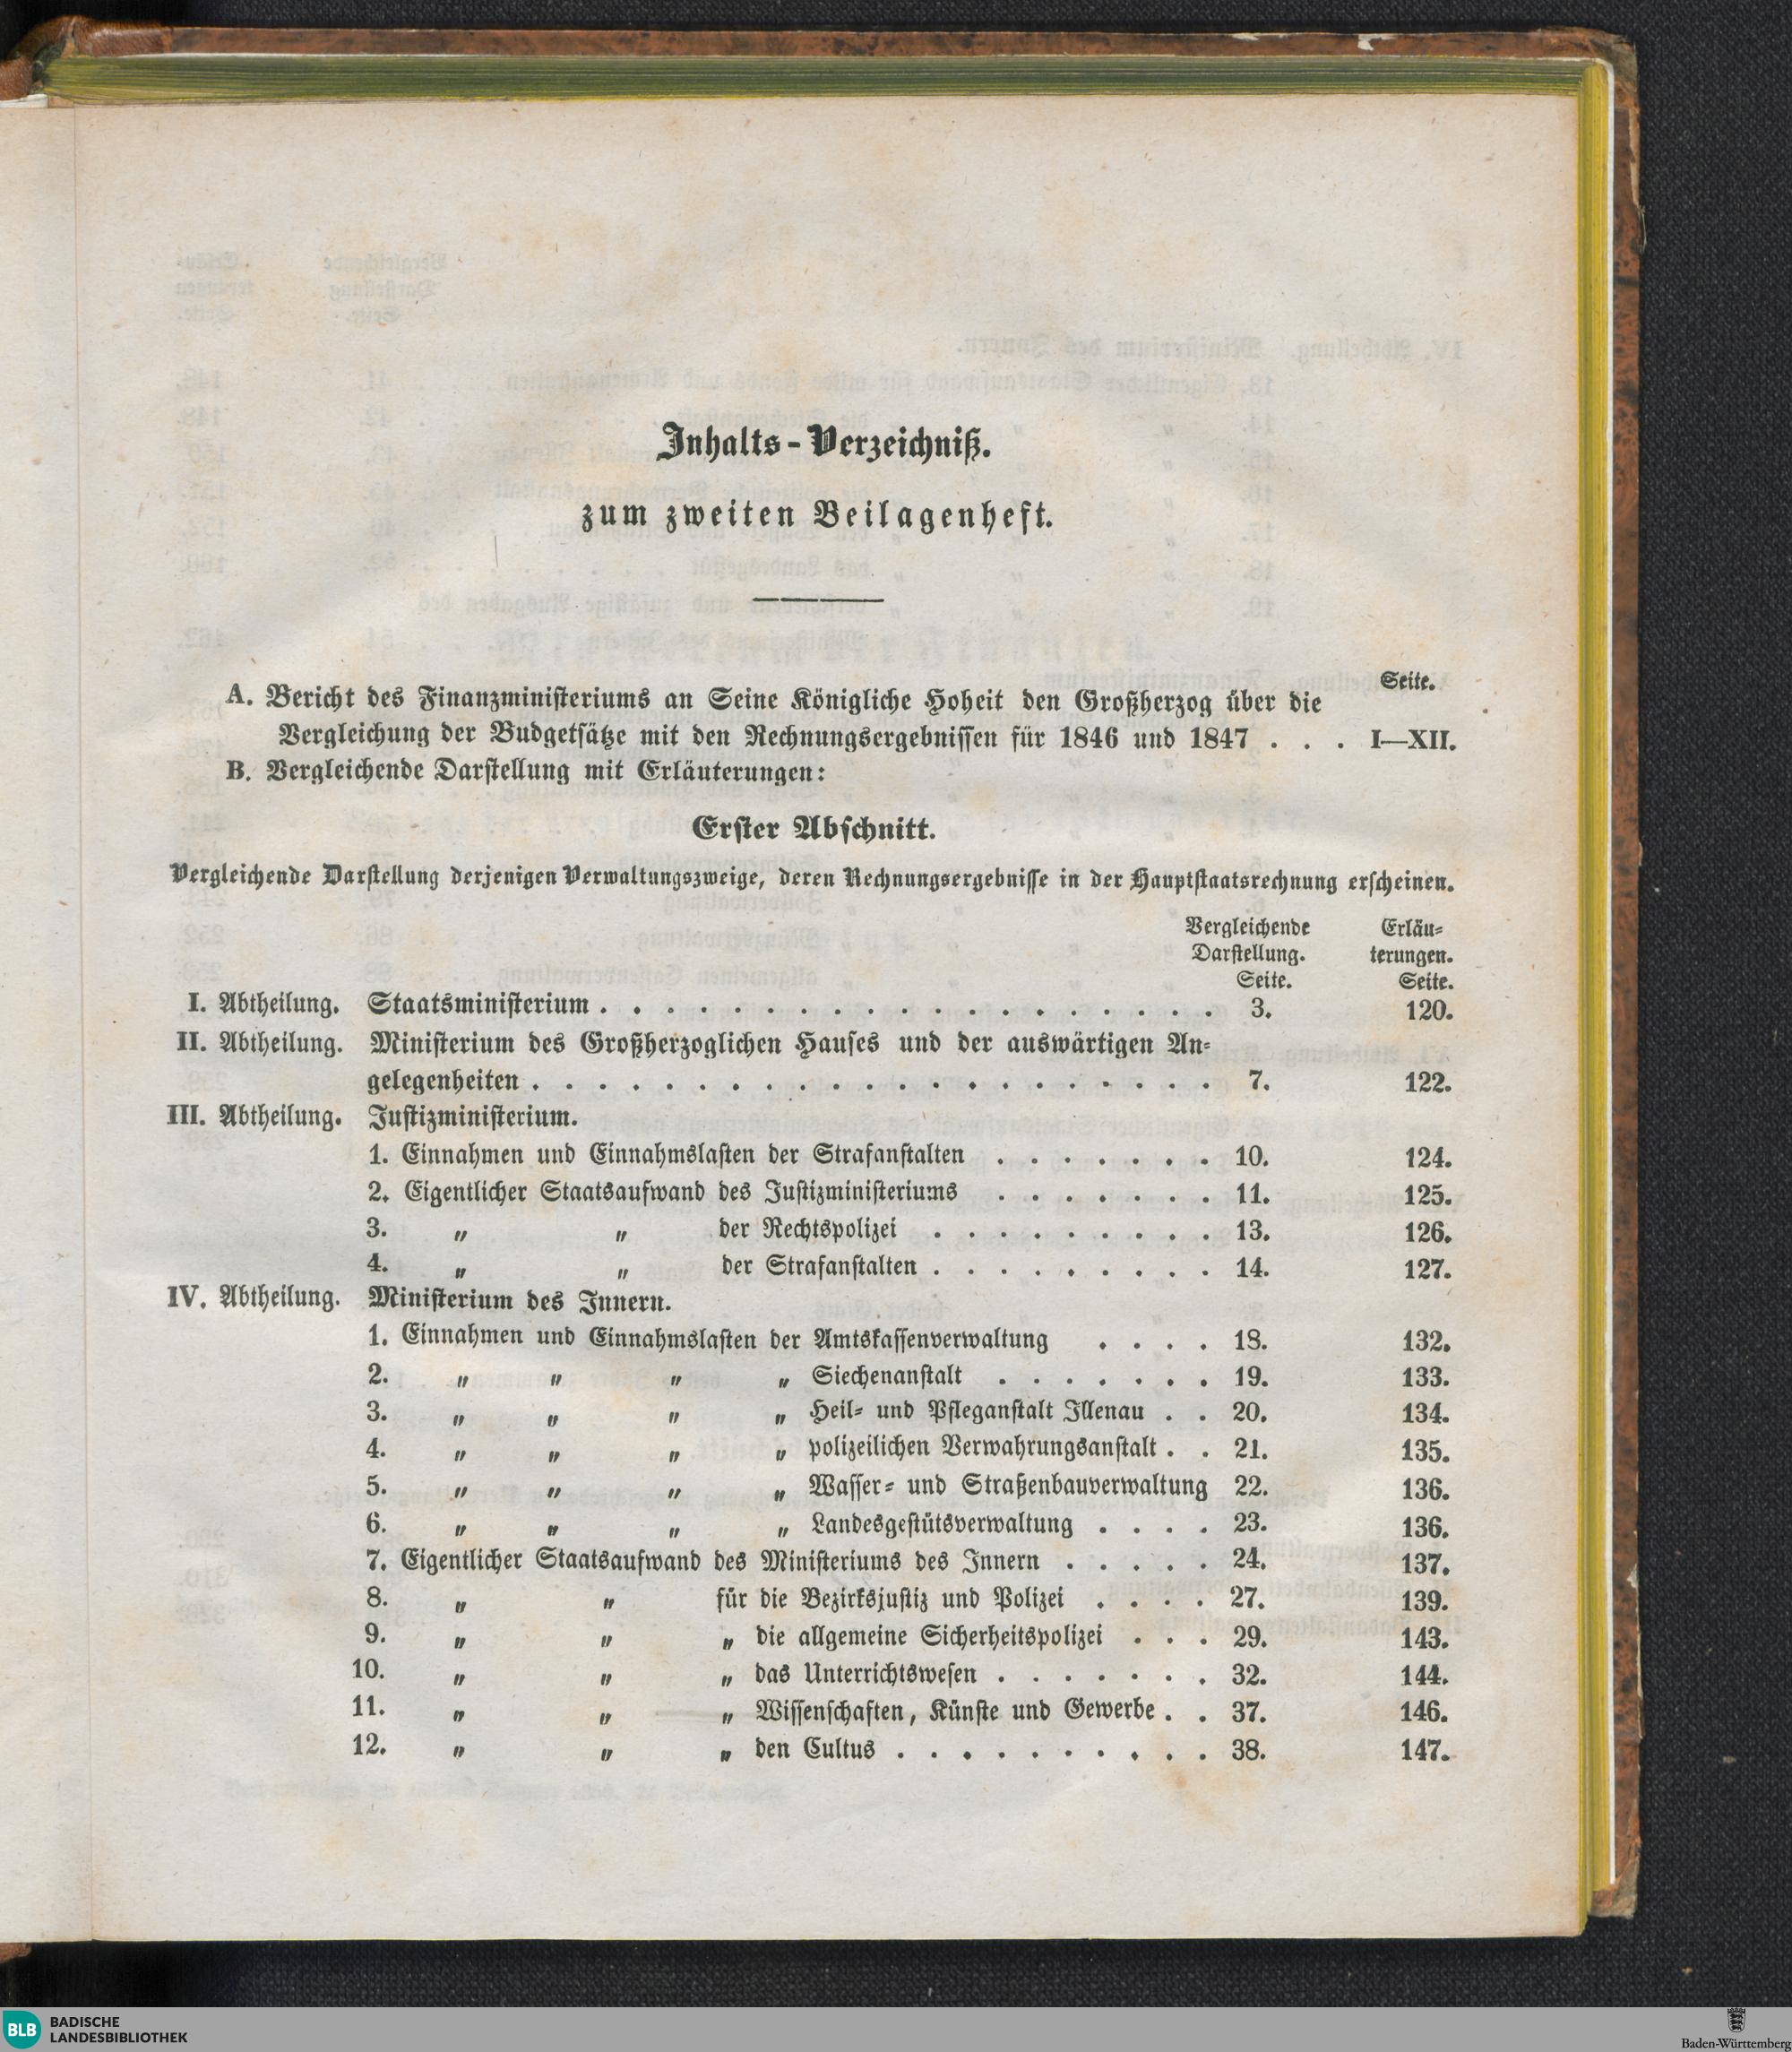 Inhalts-Verzeichniß.
zum zweiten Beilagenheft.
Seite.
A. Bericht des Finanzministeriums an Seine Königliche Hoheit den Großherzog über die
Vergleichung der Budgetsätze mit den Rechnungsergebnissen für 1846 und 1847 . . . I—XII.
B. Vergleichende Darstellung mit Erläuterungen:
Erster Abschnitt.
Vergleichende Darstellung derjenigen Verwaltungszweige, deren Rechnungsergebnisse in der Hauptstaatsrechnung erscheinen.
Vergleichende Erläu-
Darstellung. terungen.
Seite. Seite.
I. Abtheilung. Staatsministerium . . . . . . . . . . . . . . . . . . . 3. 120.
II. Abtheilung. Ministerium des Großherzoglichen Hauses und der auswärtigen An-
gelegenheiten . . . . . . . . . . . . . . . . . . . . . 7. 122.
III. Abtheilung. Justizministerium.
1. Einnahmen und Einnahmslasten der Strafanstalten . . . . . . . 10. 124.
2. Eigentlicher Staatsaufwand des Justizministeriums . . . . . . . 11. 125.
3. „ „ der Rechtspolizei . . . . . . . . . 13. 126.
4. „ „ der Strafanstalten . . . . . . . . . 14. 127.
IV. Abtheilung. Ministerium des Innern.
1. Einnahmen und Einnahmslasten der Amtskassenverwaltung . . . . 18. 132.
2. „ „ „ „ Siechenanstalt . . . . . . . 19. 133.
3. „ „ „ „ Heil- und Pfleganstalt Illenau . . 20. 134.
4. „ „ „ „ polizeilichen Verwahrungsanstalt . . 21. 135.
5. „ „ „ „ Wasser- und Straßenbauverwaltung 22. 136.
6. „ „ „ „ Landesgestütsverwaltung . . . . 23. 136.
7. Eigentlicher Staatsaufwand des Ministeriums des Innern . . . . . 24. 137.
8. „ „ für die Bezirksjustiz und Polizei . . . . 27. 139.
9. „ „ „ die allgemeine Sicherheitspolizei . . . 29. 143.
10. „ „ „ das Unterrichtswesen . . . . . . . 32. 144.
11. „ „ „ Wissenschaften, Künste und Gewerbe . . 37. 146.
12. „ „ „ den Cultus . . . . . . . . . . 38. 147.
BLB BADISCHE
LANDESBIBLIOTHEK
Baden-Württemberg